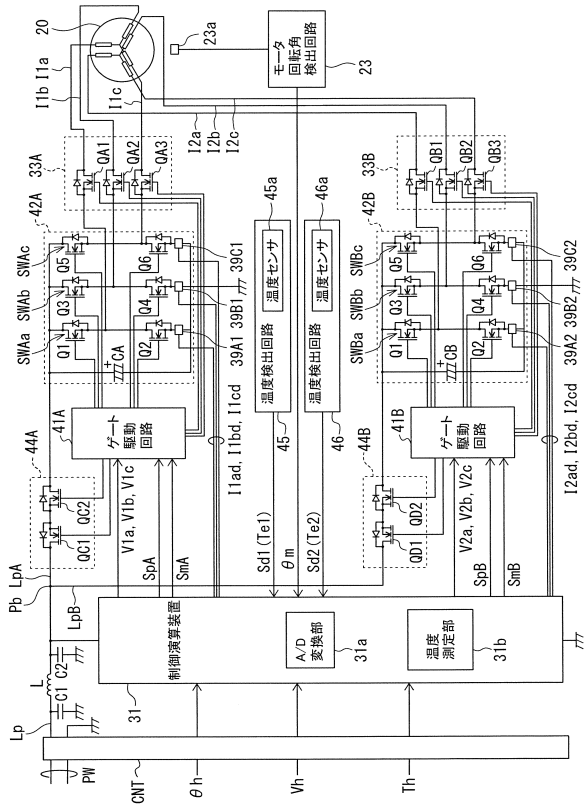 20
23a
モータ
回転角
検出回路
23
I1b
I1a
I1c
I2a
I2b
I2c
33A
QA1
QA2
QA3
33B
QB1
QB2
QB3
42A
SWAa
SWAb
SWAc
Q1
Q3
Q5
Q2
Q4
Q6
+
CA
39A1
39B1
39C1
45a
温度センサ
温度検出回路
45
46a
温度センサ
温度検出回路
46
42B
SWBa
SWBb
SWBc
Q1
Q3
Q5
Q2
Q4
Q6
+
CB
39A2
39B2
39C2
44A
QC1
QC2
41A
ゲート
駆動
回路
V1a, V1b, V1c
SpA
SmA
I1ad, I1bd, I1cd
Sd1(Te1)
θm
Sd2(Te2)
44B
QD1
QD2
41B
ゲート
駆動
回路
V2a, V2b, V2c
SpB
SmB
I2ad, I2bd, I2cd
Pb
LpA
LpB
L
C1
C2
Lp
PW
31
制御演算装置
A/D
変換部
31a
温度
測定部
31b
CNT
θh
Vh
Th